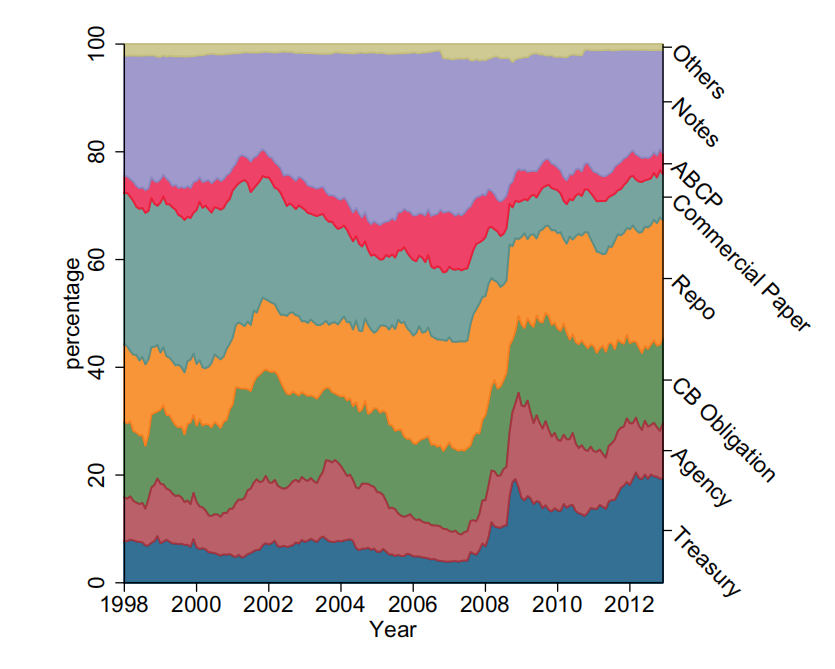 percentage
100
80
60
40
20
0
1998 2000 2002 2004 2006 2008 2010 2012
Year
Others
Notes
ABCP
Commercial Paper
Repo
CB Obligation
Agency
Treasury